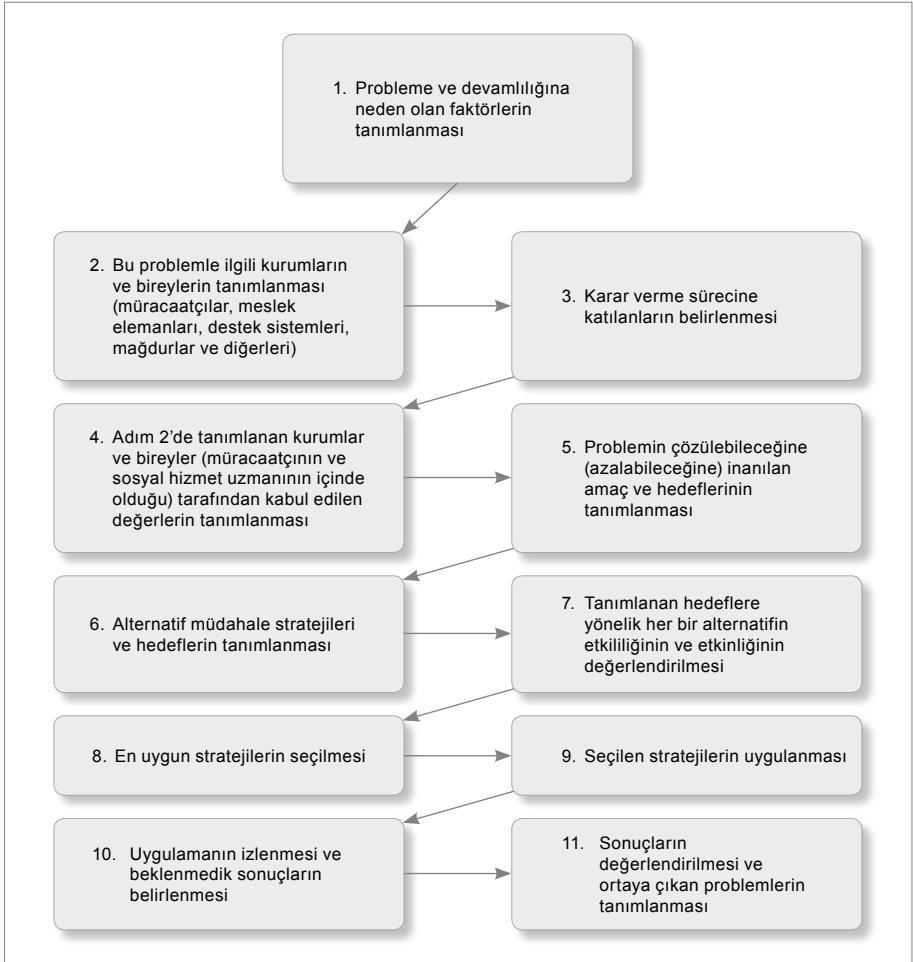 1. Probleme ve devamlılığına
neden olan faktörlerin
tanımlanması
2. Bu problemle ilgili kurumların
ve bireylerin tanımlanması
(müracaatçılar, meslek
elemanları, destek sistemleri,
mağdurlar ve diğerleri)
3. Karar verme sürecine
katılanların belirlenmesi
4. Adım 2’de tanımlanan kurumlar
ve bireyler (müracaatçının ve
sosyal hizmet uzmanının içinde
olduğu) tarafından kabul edilen
değerlerin tanımlanması
5. Problemin çözülebileceğine
(azalabileceğine) inanılan
amaç ve hedeflerinin
tanımlanması
6. Alternatif müdahale stratejileri
ve hedeflerin tanımlanması
7. Tanımlanan hedeflere
yönelik her bir alternatifin
etkililiğinin ve etkinliğinin
değerlendirilmesi
8. En uygun stratejilerin seçilmesi
9. Seçilen stratejilerin uygulanması
10. Uygulamanın izlenmesi ve
beklenmedik sonuçların
belirlenmesi
11. Sonuçların
değerlendirilmesi ve
ortaya çıkan problemlerin
tanımlanması